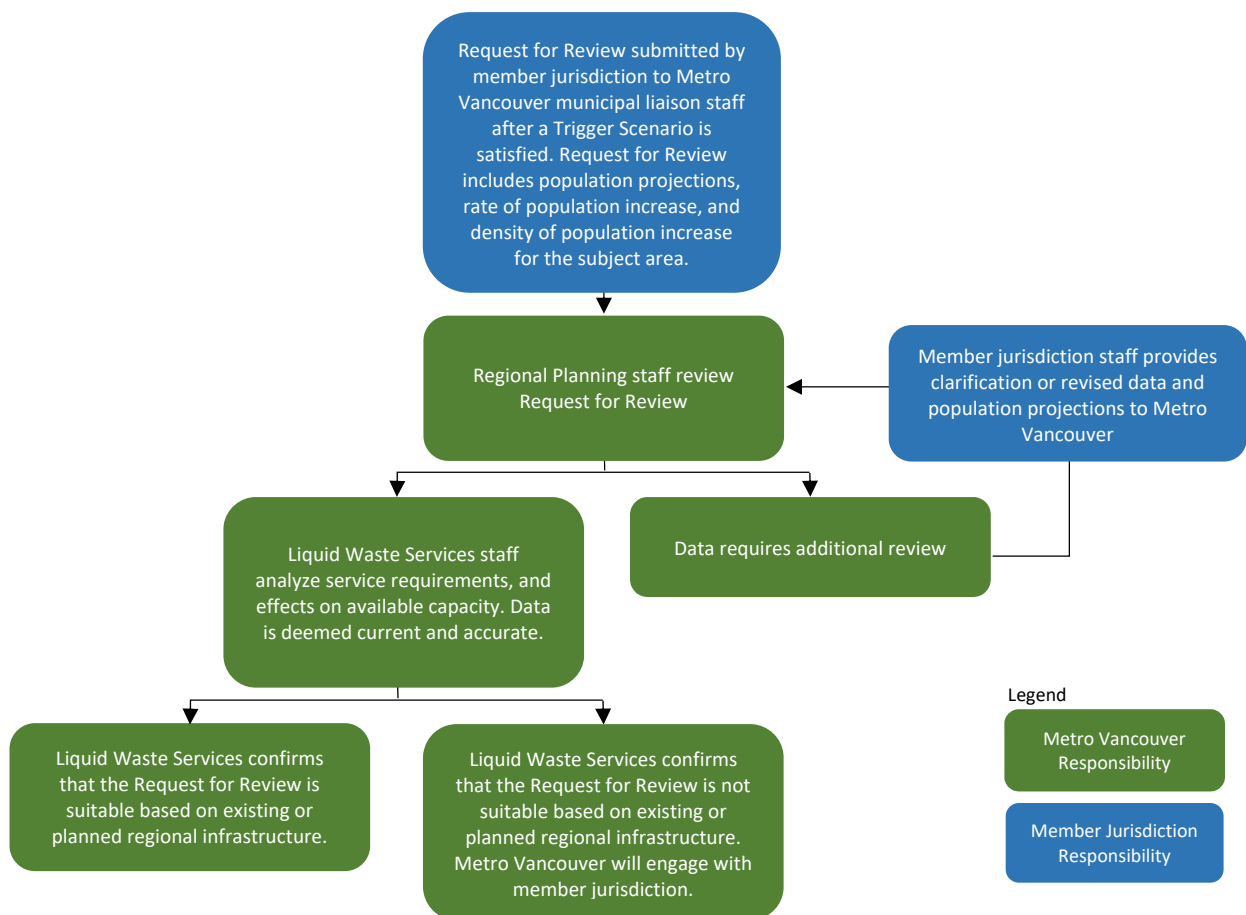 Request for Review submitted by
member jurisdiction to Metro
Vancouver municipal liaison staff
after a Trigger Scenario is
satisfied. Request for Review
includes population projections,
rate of population increase, and
density of population increase
for the subject area.
Regional Planning staff review
Request for Review
Member jurisdiction staff provides
clarification or revised data and
population projections to Metro
Vancouver
Liquid Waste Services staff
analyze service requirements, and
effects on available capacity. Data
is deemed current and accurate.
Data requires additional review
Liquid Waste Services confirms
that the Request for Review is
suitable based on existing or
planned regional infrastructure.
Liquid Waste Services confirms
that the Request for Review is not
suitable based on existing or
planned regional infrastructure.
Metro Vancouver will engage with
member jurisdiction.
Legend
Metro Vancouver
Responsibility
Member Jurisdiction
Responsibility